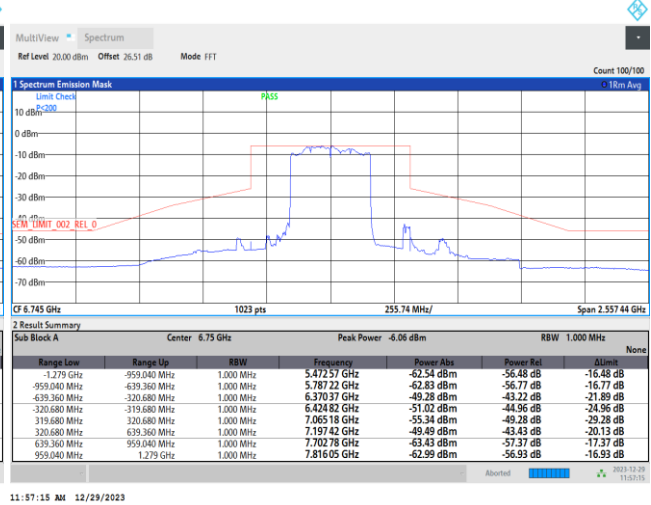 MultiView Spectrum
Ref Level 20.00 dBm Offset 26.51 dB Mode FFT
Count 100/100
1 Spectrum Emission Mask 1Rm Avg
Limit Check PASS
P<200
10 dBm
0 dBm
-10 dBm
-20 dBm
-30 dBm
-40 dBm
SEM_LIMIT_002_REL_0
-50 dBm
-60 dBm
-70 dBm
CF 6.745 GHz 1023 pts 255.74 MHz/ Span 2.557 44 GHz
2 Result Summary
Sub Block A Center 6.75 GHz Peak Power -6.06 dBm RBW 1.000 MHz
None
Range Low Range Up RBW Frequency Power Abs Power Rel ΔLimit
-1.279 GHz -959.040 MHz 1.000 MHz 5.472 57 GHz -62.54 dBm -56.48 dB -16.48 dB
-959.040 MHz -639.360 MHz 1.000 MHz 5.787 22 GHz -62.83 dBm -56.77 dB -16.77 dB
-639.360 MHz -320.680 MHz 1.000 MHz 6.370 37 GHz -49.28 dBm -43.22 dB -21.89 dB
-320.680 MHz -319.680 MHz 1.000 MHz 6.424 82 GHz -51.02 dBm -44.96 dB -24.96 dB
319.680 MHz 320.680 MHz 1.000 MHz 7.065 18 GHz -55.34 dBm -49.28 dB -29.28 dB
320.680 MHz 639.360 MHz 1.000 MHz 7.197 42 GHz -49.49 dBm -43.43 dB -20.13 dB
639.360 MHz 959.040 MHz 1.000 MHz 7.702 78 GHz -63.43 dBm -57.37 dB -17.37 dB
959.040 MHz 1.279 GHz 1.000 MHz 7.816 05 GHz -62.99 dBm -56.93 dB -16.93 dB
Aborted 2023-12-29
11:57:15
11:57:15 AM 12/29/2023